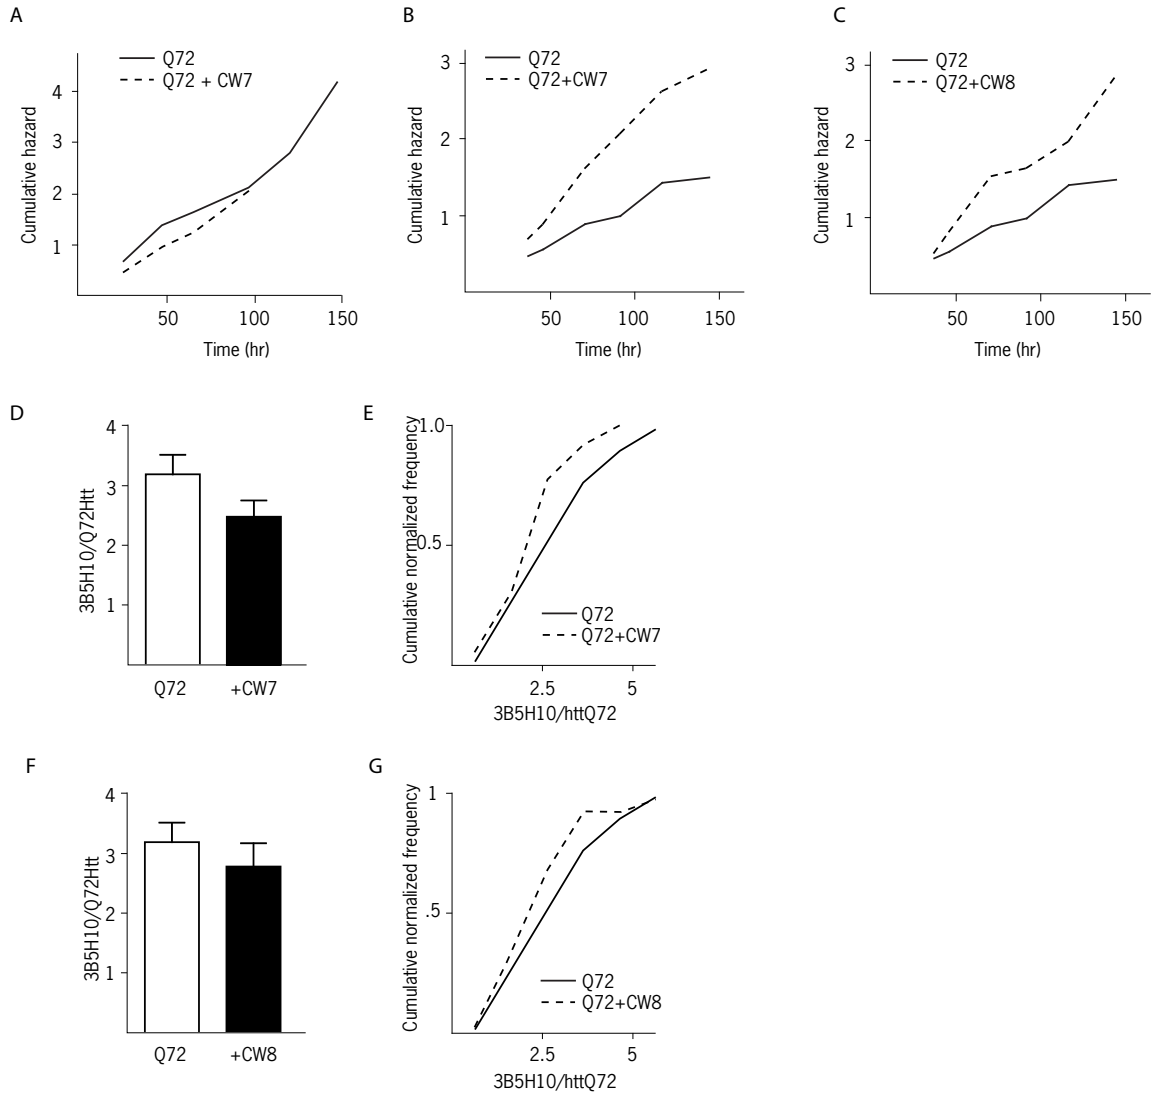 A
Q72
Q72 + CW7
Cumulative hazard
4
3
2
1
50
100
150
Time (hr)
B
Q72
Q72+CW7
Cumulative hazard
3
2
1
50
100
150
Time (hr)
C
Q72
Q72+CW8
Cumulative hazard
3
2
1
50
100
150
Time (hr)
D
3B5H10/Q72Htt
4
3
2
1
Q72
+CW7
E
Cumulative normalized frequency
1.0
0.5
Q72
Q72+CW7
2.5
5
3B5H10/httQ72
F
3B5H10/Q72Htt
4
3
2
1
Q72
+CW8
G
Cumulative normalized frequency
1
.5
Q72
Q72+CW8
2.5
5
3B5H10/httQ72